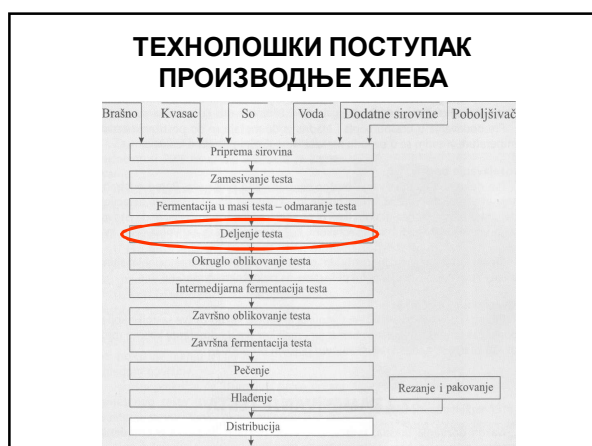 ТЕХНОЛОШКИ ПОСТУПАК
ПРОИЗВОДЊЕ ХЛЕБА
Brašno Kvasac So Voda Dodatne sirovine Poboljšivač
Priprema sirovina
Zamesivanje testa
Fermentacija u masi testa – odmaranje testa
Deljenje testa
Okruglo oblikovanje testa
Intermedijarna fermentacija testa
Završno oblikovanje testa
Završna fermentacija testa
Pečenje
Rezanje i pakovanje
Hlađenje
Distribucija